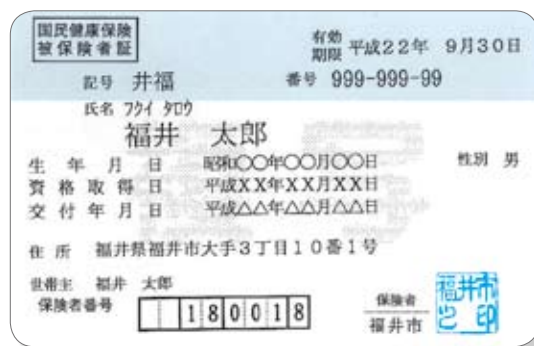 国民健康保険
被保険者証
有効期限 平成22年 9月30日
記号 井福 番号 999-999-99
氏名 フクイ タロウ
福井 太郎
生年月日 昭和○○年○○月○○日 性別 男
資格取得日 平成XX年XX月XX日
交付年月日 平成△△年△△月△△日
住所 福井県福井市大手3丁目10番1号
世帯主 福井 太郎
保険者番号 180018
保険者 福井市
福井市之印